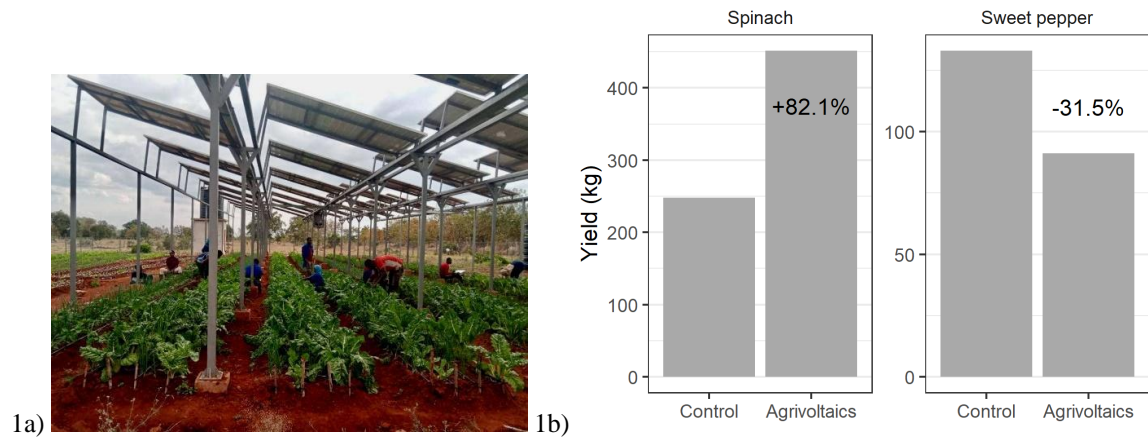 Spinach
Sweet pepper
Yield (kg)
400
300
200
100
0
+82.1%
Control
Agrivoltaics
100
50
0
-31.5%
Control
Agrivoltaics
1a)
1b)